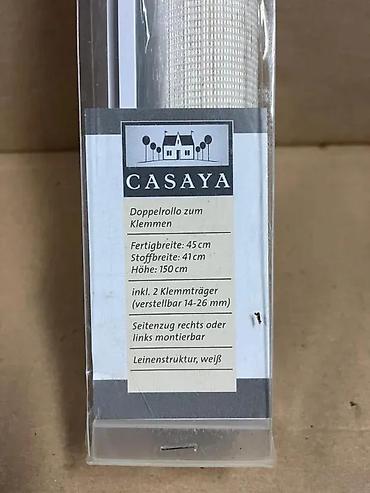 CASAYA
Doppelrollo zum
Klemmen
Fertigbreite: 45 cm
Stoffbreite: 41 cm
Höhe: 150 cm
inkl. 2 Klemmträger
(verstellbar 14-26 mm)
Seitenzug rechts oder
links montierbar
Leinenstruktur, weiß